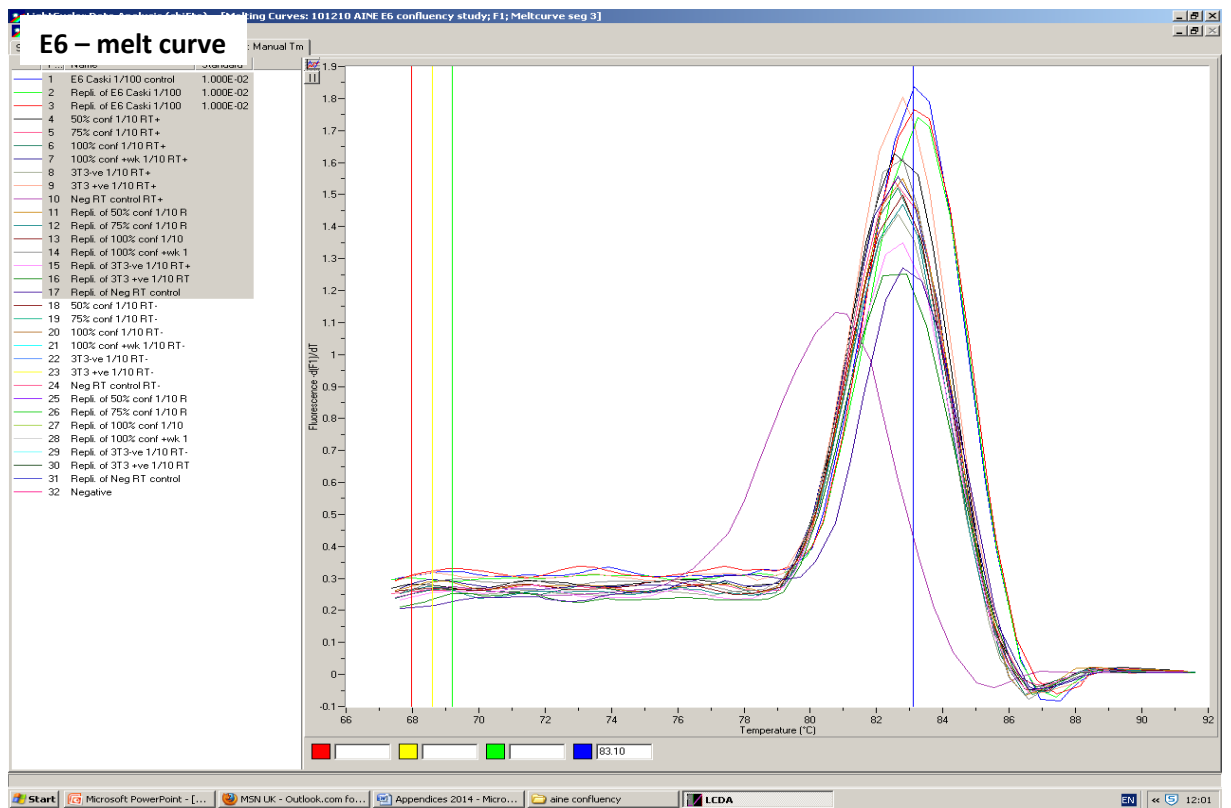 [Melting Curves: 101210 AINE E6 confluency study; F1; Meltcurve seg 3]
E6 – melt curve
Manual Tm
Name Standard
1 E6 Caski 1/100 control 1.000E-02
2 Repli. of E6 Caski 1/100 1.000E-02
3 Repli. of E6 Caski 1/100 1.000E-02
4 50% conf 1/10 RT+
5 75% conf 1/10 RT+
6 100% conf 1/10 RT+
7 100% conf +wk 1/10 RT+
8 3T3-ve 1/10 RT+
9 3T3 +ve 1/10 RT+
10 Neg RT control RT+
11 Repli. of 50% conf 1/10 R
12 Repli. of 75% conf 1/10 R
13 Repli. of 100% conf 1/10
14 Repli. of 100% conf +wk 1
15 Repli. of 3T3-ve 1/10 RT+
16 Repli. of 3T3 +ve 1/10 RT
17 Repli. of Neg RT control
18 50% conf 1/10 RT-
19 75% conf 1/10 RT-
20 100% conf 1/10 RT-
21 100% conf +wk 1/10 RT-
22 3T3-ve 1/10 RT-
23 3T3 +ve 1/10 RT-
24 Neg RT control RT-
25 Repli. of 50% conf 1/10 R
26 Repli. of 75% conf 1/10 R
27 Repli. of 100% conf 1/10
28 Repli. of 100% conf +wk 1
29 Repli. of 3T3-ve 1/10 RT-
30 Repli. of 3T3 +ve 1/10 RT
31 Repli. of Neg RT control
32 Negative
1.9
1.8
1.7
1.6
1.5
1.4
1.3
1.2
1.1
1
0.9
0.8
0.7
0.6
0.5
0.4
0.3
0.2
0.1
0
-0.1
Fluorescence -d(F1)/dT
66 68 70 72 74 76 78 80 82 84 86 88 90 92
Temperature (°C)
83.10
Start Microsoft PowerPoint - [... MSN UK - Outlook.com fo... Appendices 2014 - Micro... aine confluency LCDA EN « 12:01